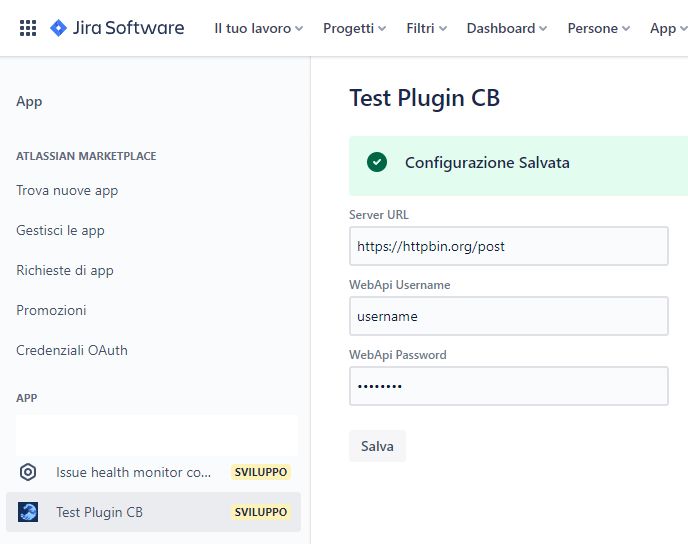 Jira Software Il tuo lavoro Progetti Filtri Dashboard Persone App
App
ATLASSIAN MARKETPLACE
Trova nuove app
Gestisci le app
Richieste di app
Promozioni
Credenziali OAuth
APP
Issue health monitor co... SVILUPPO
Test Plugin CB SVILUPPO
Test Plugin CB
Configurazione Salvata
Server URL
https://httpbin.org/post
WebApi Username
username
WebApi Password
••••••••
Salva